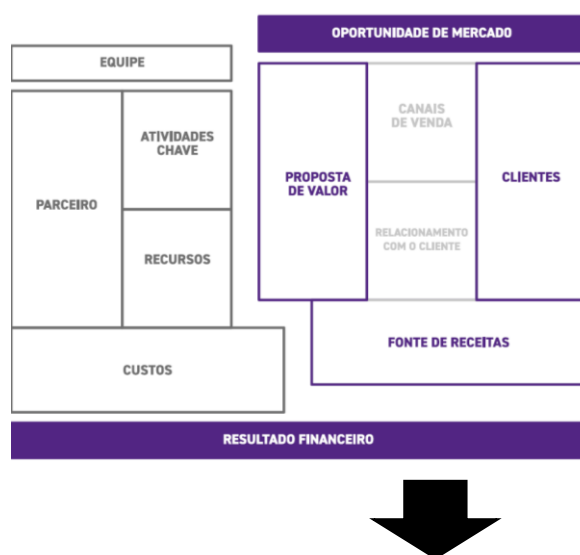 OPORTUNIDADE DE MERCADO
EQUIPE
PARCEIRO
ATIVIDADES
CHAVE
RECURSOS
CUSTOS
PROPOSTA
DE VALOR
CANAIS
DE VENDA
RELACIONAMENTO
COM O CLIENTE
CLIENTES
FONTE DE RECEITAS
RESULTADO FINANCEIRO